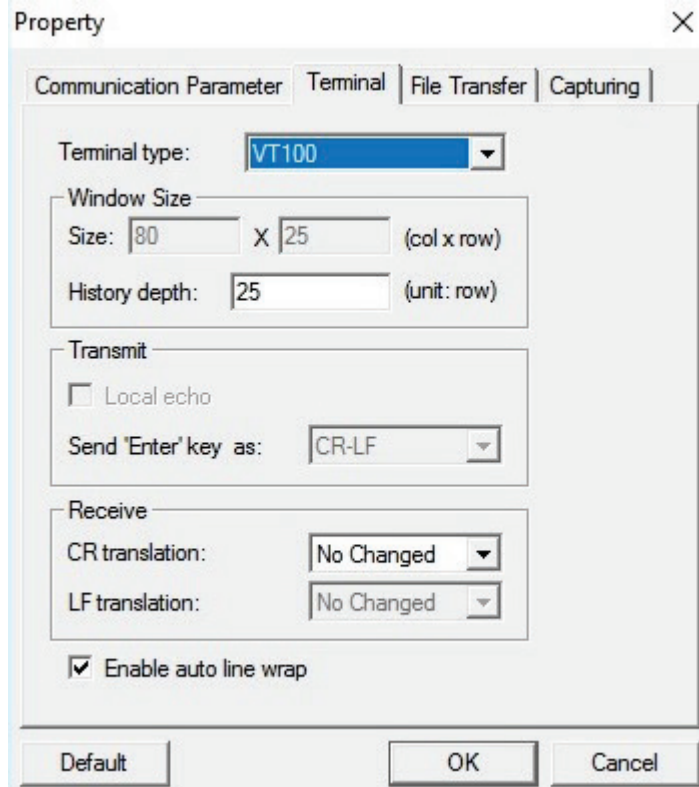 Property
Communication Parameter Terminal File Transfer Capturing
Terminal type: VT100
Window Size
Size: 80 X 25 (col x row)
History depth: 25 (unit: row)
Transmit
Local echo
Send 'Enter' key as: CR-LF
Receive
CR translation: No Changed
LF translation: No Changed
Enable auto line wrap
Default OK Cancel